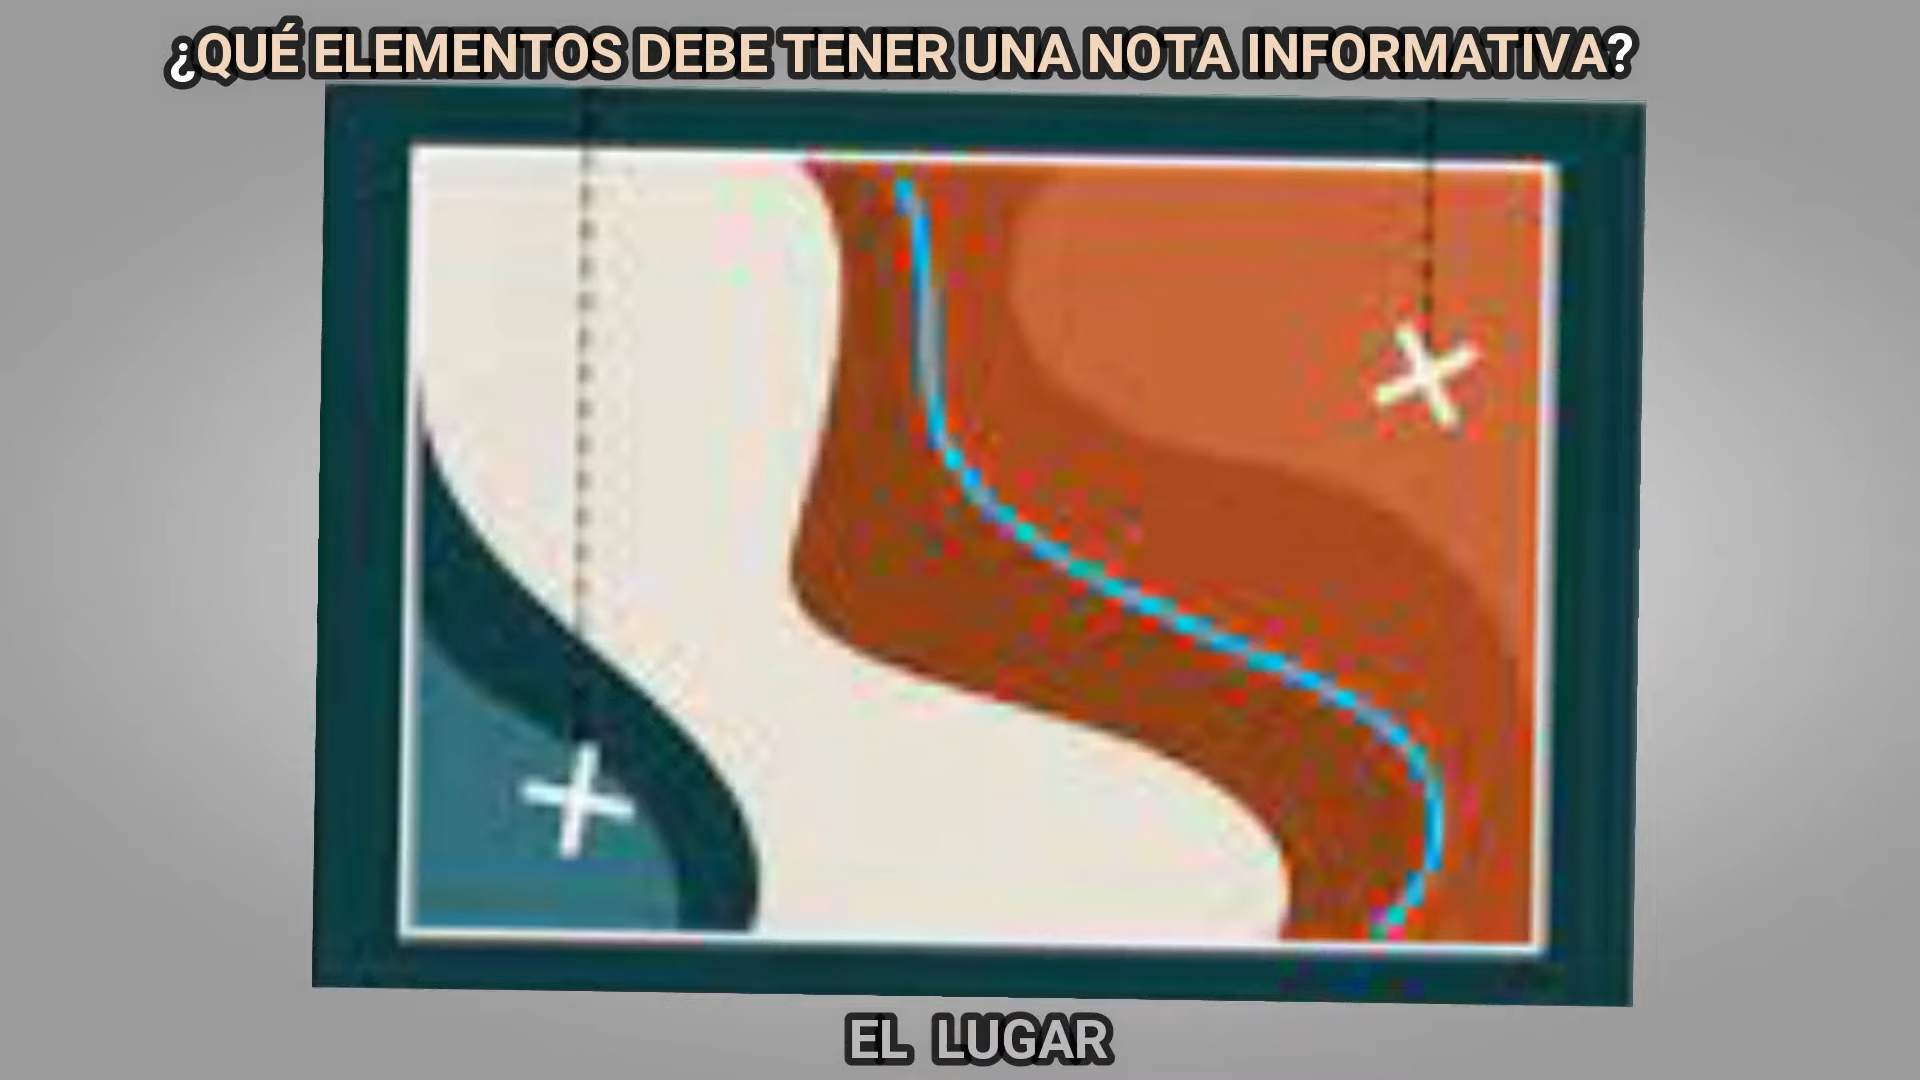 ¿QUÉ ELEMENTOS DEBE TENER UNA NOTA INFORMATIVA?
EL LUGAR